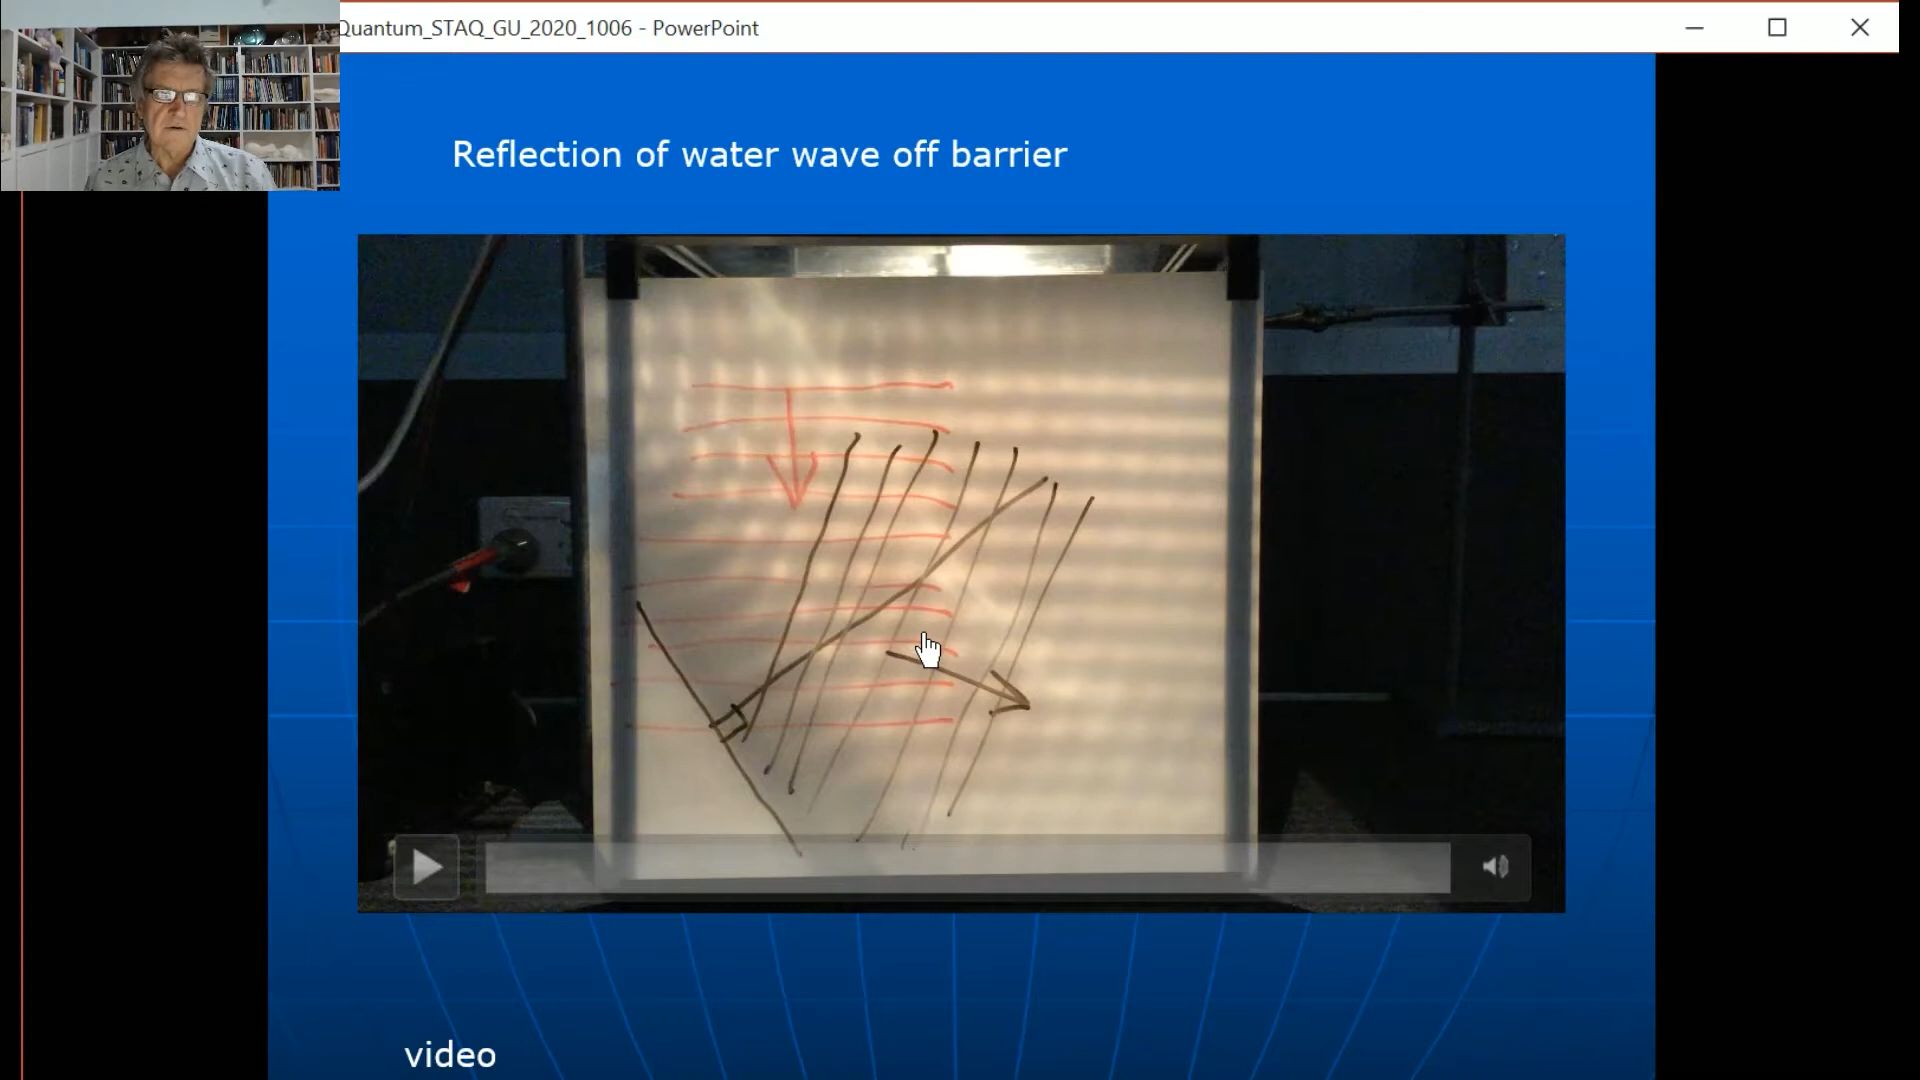 Quantum_STAQ_GU_2020_1006 - PowerPoint
Reflection of water wave off barrier
video